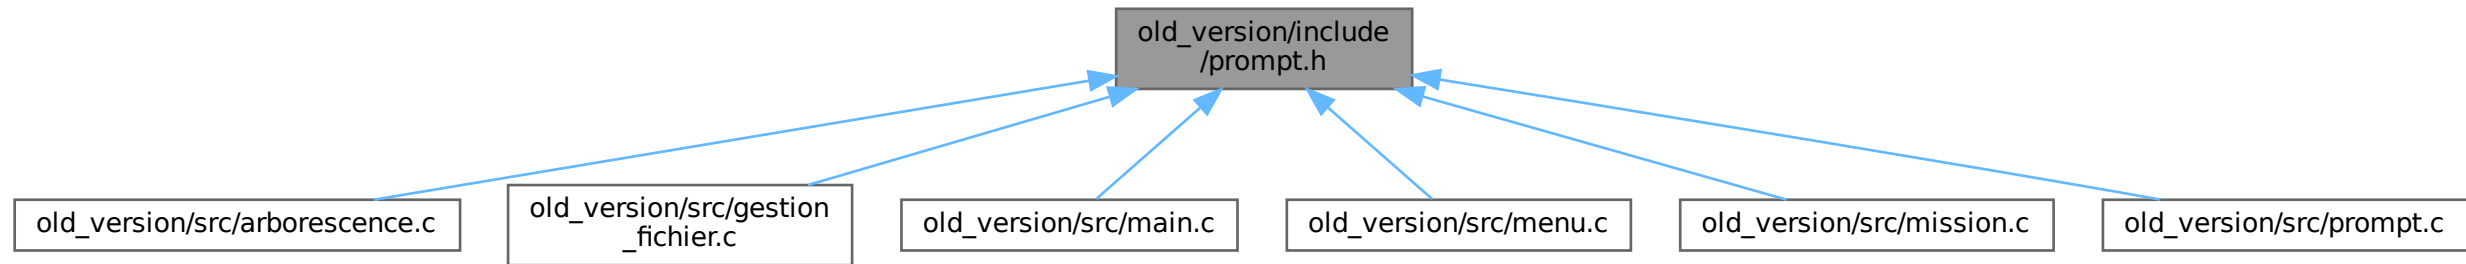 old_version/include
/prompt.h
old_version/src/arborescence.c
old_version/src/gestion
_fichier.c
old_version/src/main.c
old_version/src/menu.c
old_version/src/mission.c
old_version/src/prompt.c